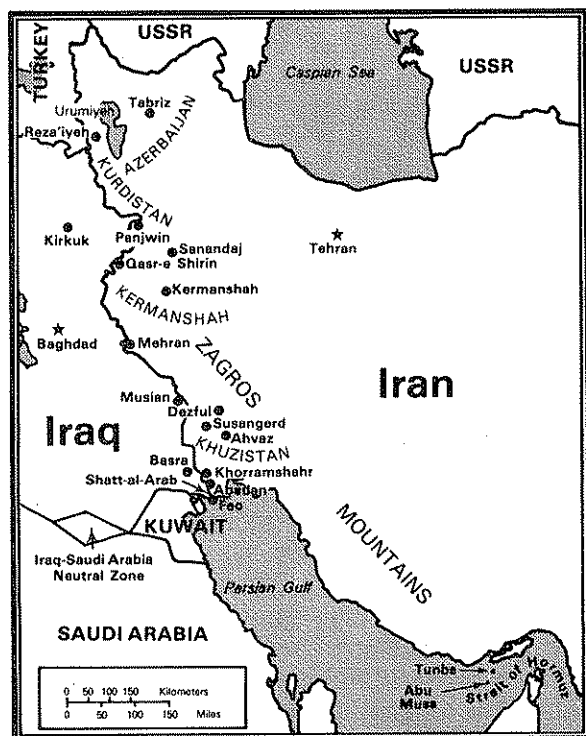 USSR
TURKEY
Caspian Sea
USSR
Urumiyeh
Tabriz
Reza'iyeh
AZERBAIJAN
KURDISTAN
Kirkuk
Panjwin
Sanandaj
Tehran
Qasr-e Shirin
Kermanshah
KERMANSHAH
Baghdad
Mehran
ZAGROS
Iran
Musian
Dezful
Iraq
Susangerd
Ahvaz
KHUZISTAN
Basra
Khorramshahr
Shatt-al-Arab
Abadan
Fao
KUWAIT
MOUNTAINS
Iraq-Saudi Arabia
Neutral Zone
Persian Gulf
SAUDI ARABIA
Tunbs
Abu
Musa
Strait of Hormuz
0 50 100 150 Kilometers
0 50 100 150 Miles